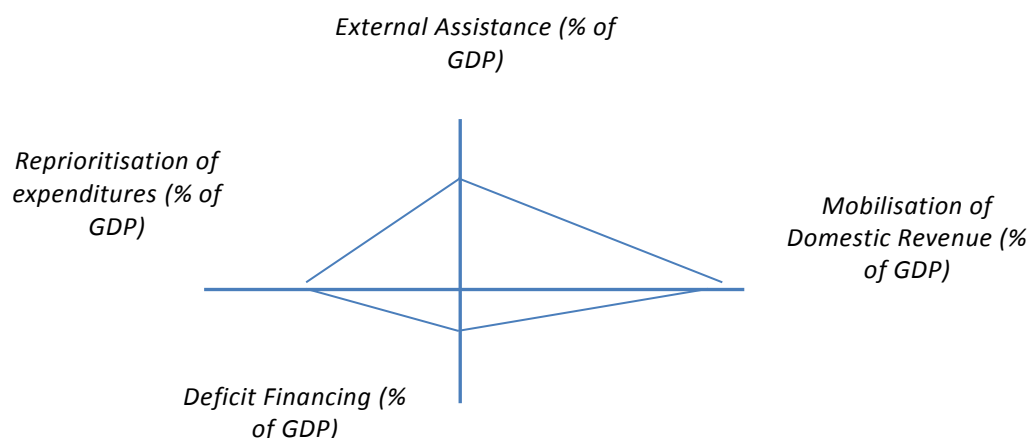 External Assistance (% of
GDP)
Reprioritisation of
expenditures (% of
GDP)
Mobilisation of
Domestic Revenue (%
of GDP)
Deficit Financing (%
of GDP)